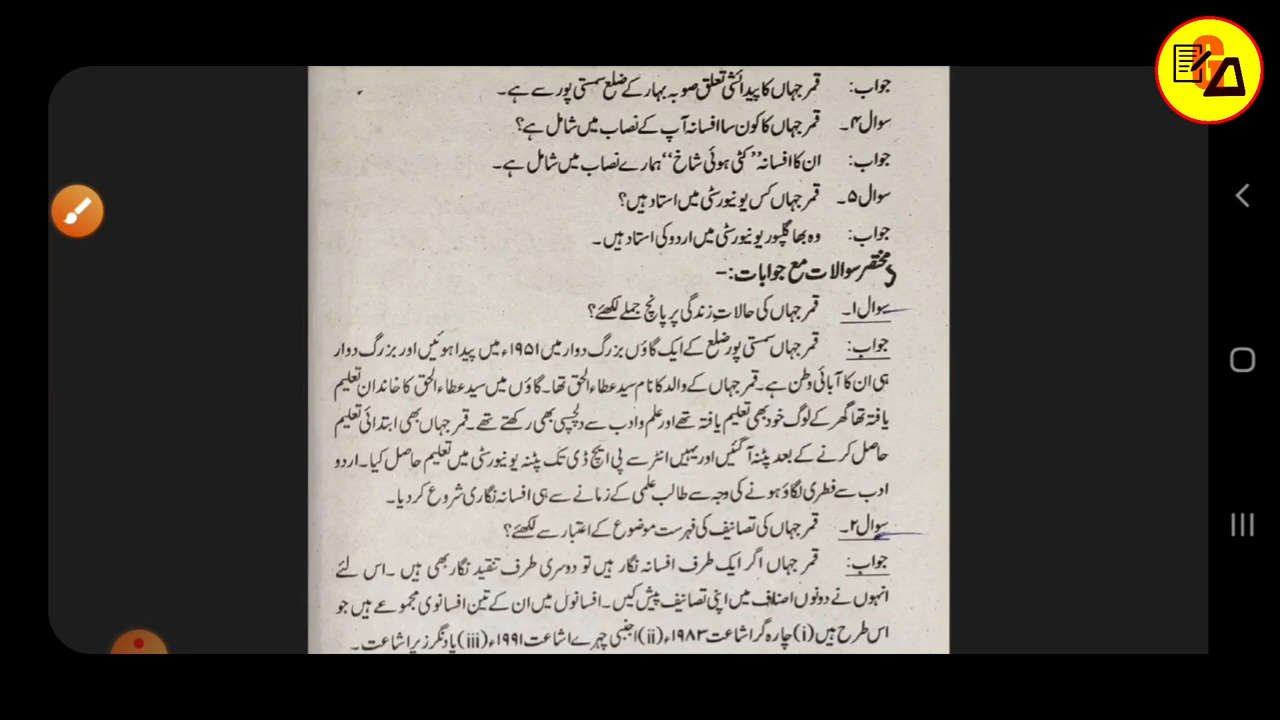 جواب: قمر جہاں کا پیدائشی تعلق صوبہ بہار کے ضلع سمستی پور سے ہے۔
سوال ۴۔ قمر جہاں کا کون سا افسانہ آپ کے نصاب میں شامل ہے؟
جواب: ان کا افسانہ ”کٹی ہوئی شاخ“ ہمارے نصاب میں شامل ہے۔
سوال ۵۔ قمر جہاں کس یونیورسٹی میں استاد ہیں؟
جواب: وہ بھاگلپور یونیورسٹی میں اردو کی استاد ہیں۔
مختصر سوالات مع جوابات:–
سوال ۱۔ قمر جہاں کی حالاتِ زندگی پر پانچ جملے لکھئے؟
جواب: قمر جہاں سمستی پور ضلع کے ایک گاؤں بزرگ دوار میں ۱۹۵۱ء میں پیدا ہوئیں اور بزرگ دوار
ہی ان کا آبائی وطن ہے۔ قمر جہاں کے والد کا نام سید عطاء الحق تھا۔ گاؤں میں سید عطاء الحق کا خاندان تعلیم
یافتہ تھا گھر کے لوگ خود بھی تعلیم یافتہ تھے اور علم و ادب سے دلچسپی بھی رکھتے تھے۔ قمر جہاں بھی ابتدائی تعلیم
حاصل کرنے کے بعد پٹنہ آ گئیں اور یہیں انٹر سے پی ایچ ڈی تک پٹنہ یونیورسٹی میں تعلیم حاصل کیا۔ اردو
ادب سے فطری لگاؤ ہونے کی وجہ سے طالب علمی کے زمانے سے ہی افسانہ نگاری شروع کر دیا۔
سوال ۲۔ قمر جہاں کی تصانیف کی فہرست موضوع کے اعتبار سے لکھئے؟
جواب: قمر جہاں اگر ایک طرف افسانہ نگار ہیں تو دوسری طرف تنقید نگار بھی ہیں۔ اس لئے
انہوں نے دونوں اصناف میں اپنی تصانیف پیش کیں۔ افسانوں میں ان کے تین افسانوی مجموعے ہیں جو
اس طرح ہیں (i) چارہ گر اشاعت ۱۹۸۳ء (ii) اجنبی چہرے اشاعت ۱۹۹۱ء (iii) یاد نگر زیر اشاعت۔